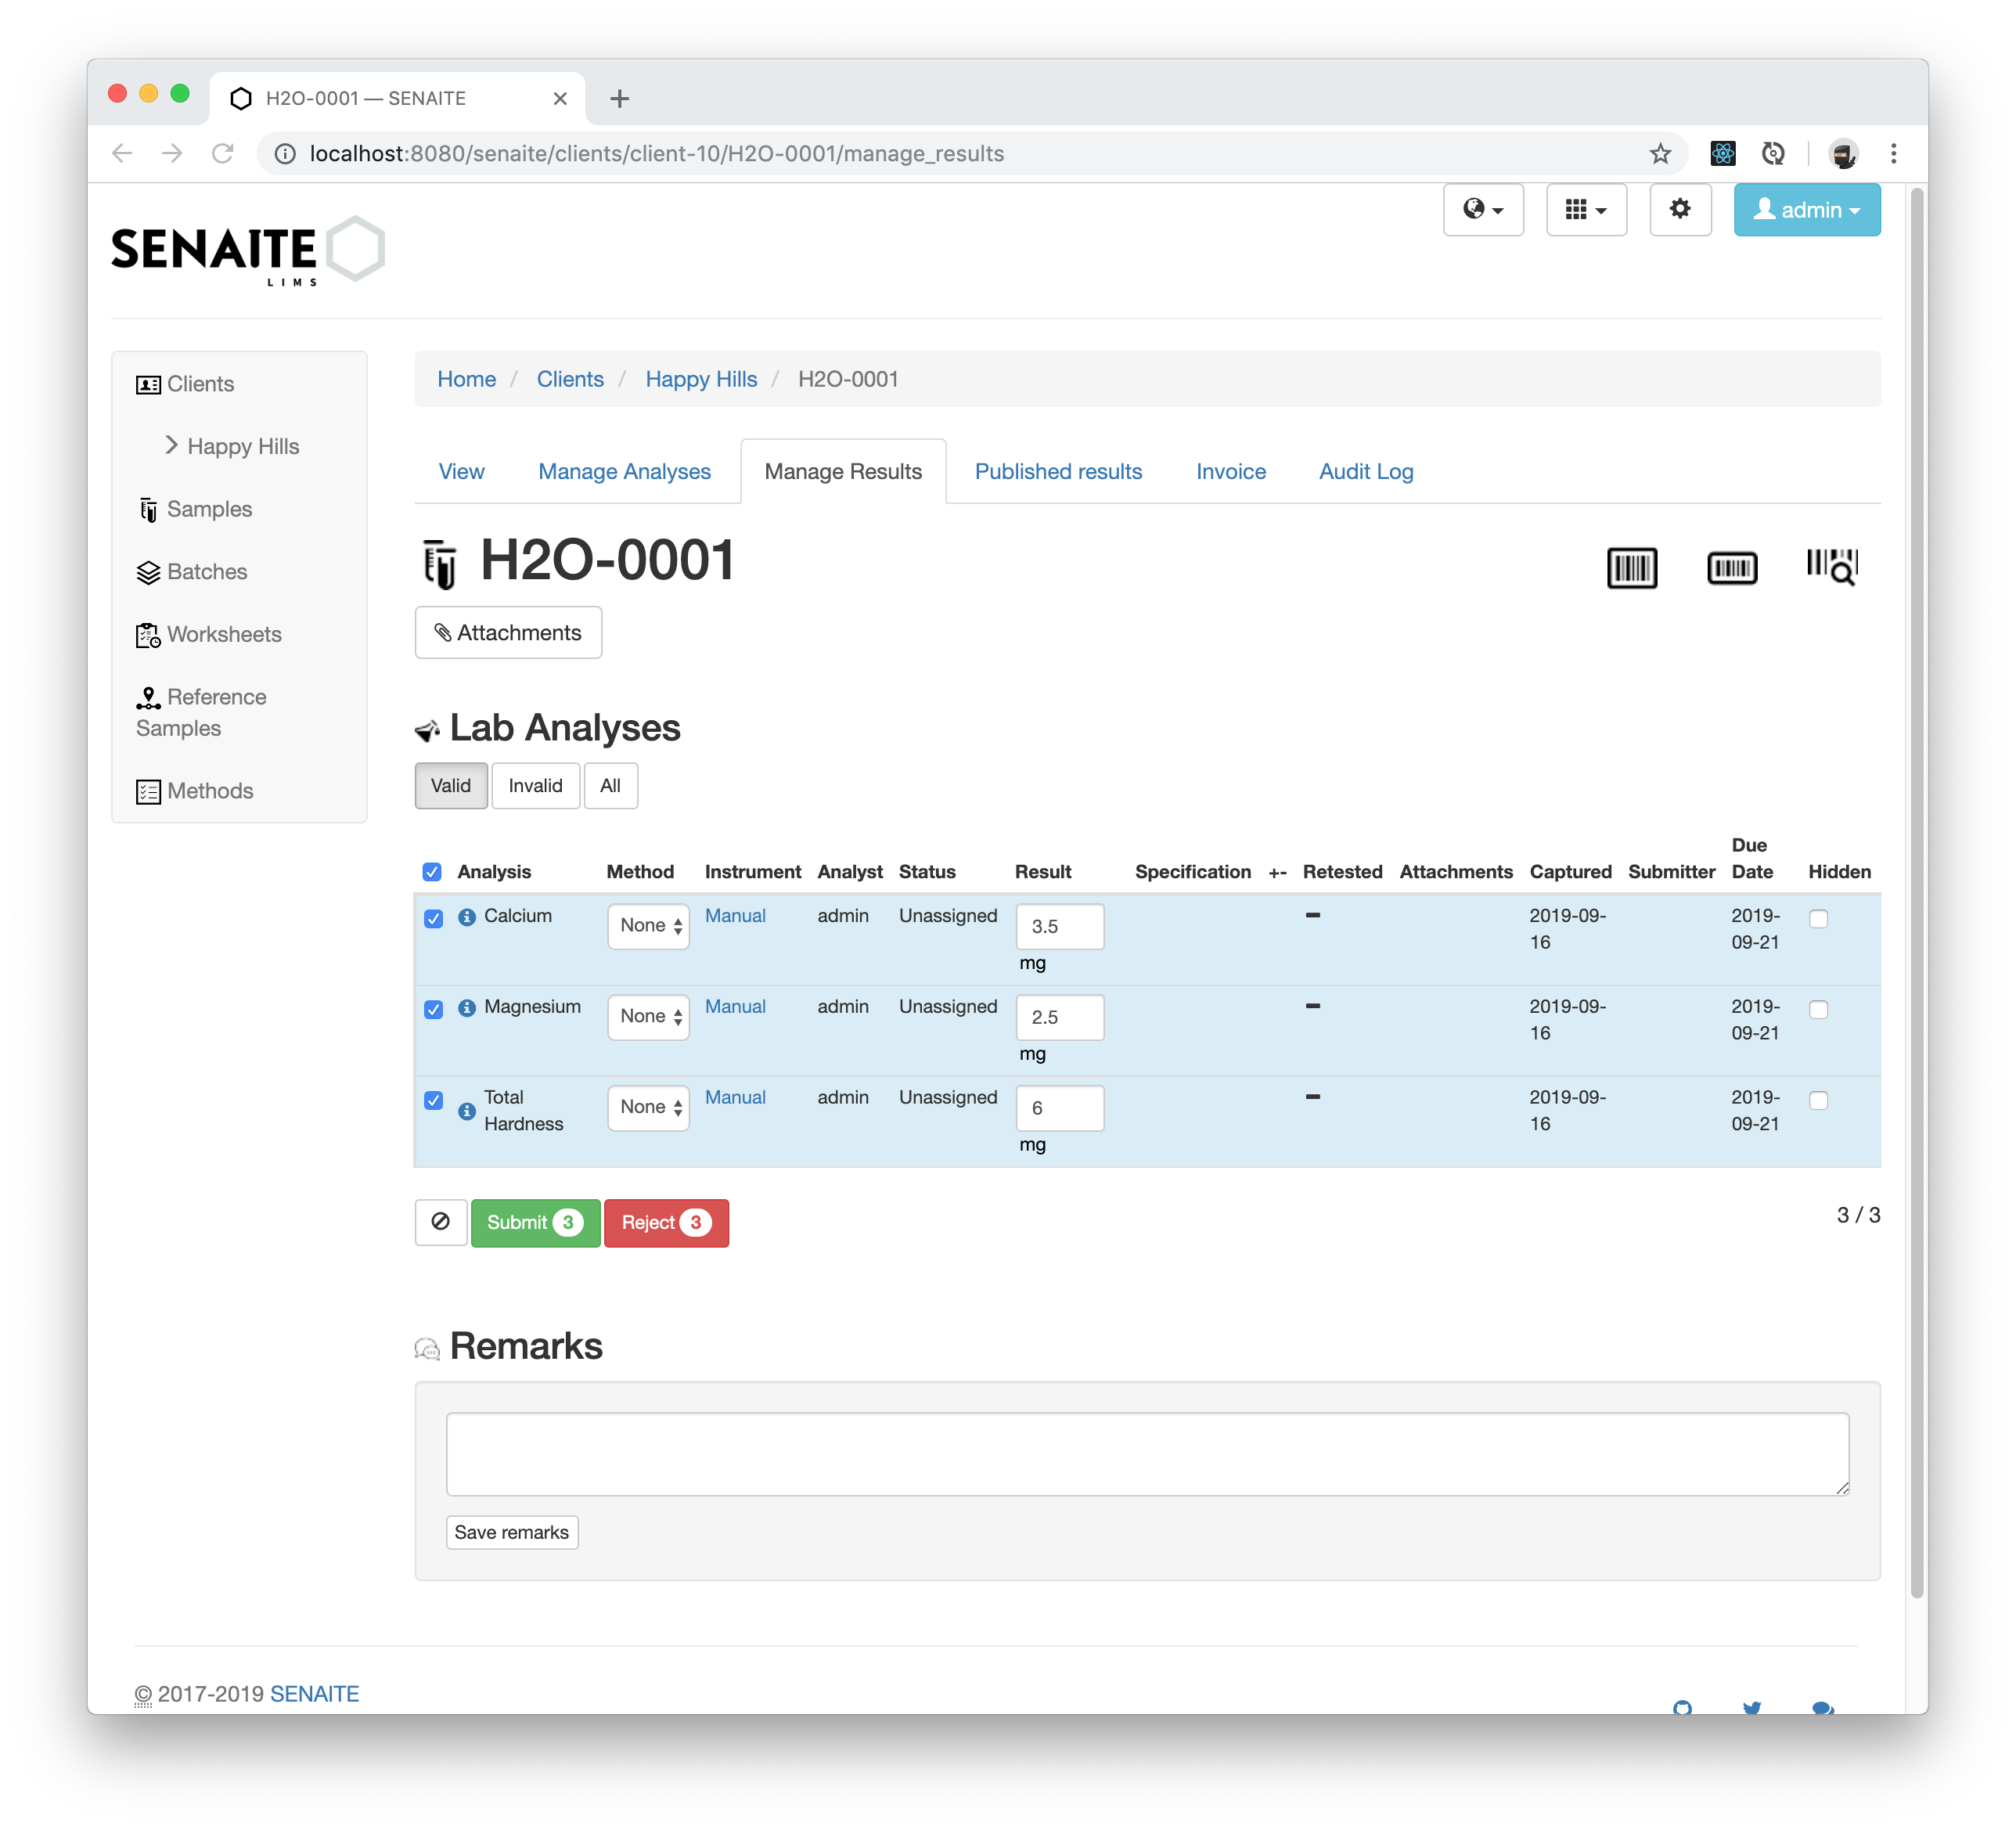 H2O-0001 — SENAITE
localhost:8080/senaite/clients/client-10/H2O-0001/manage_results
admin
SENAITE
LIMS
Clients
Happy Hills
Samples
Batches
Worksheets
Reference
Samples
Methods
Home / Clients / Happy Hills / H2O-0001
View Manage Analyses Manage Results Published results Invoice Audit Log
H2O-0001
Attachments
Lab Analyses
Valid Invalid All
Analysis Method Instrument Analyst Status Result Specification +- Retested Attachments Captured Submitter Due Date Hidden
Calcium None Manual admin Unassigned 3.5 2019-09- 2019-
mg 16 09-21
Magnesium None Manual admin Unassigned 2.5 2019-09- 2019-
mg 16 09-21
Total None Manual admin Unassigned 6 2019-09- 2019-
Hardness mg 16 09-21
Submit 3 Reject 3 3 / 3
Remarks
Save remarks
© 2017-2019 SENAITE